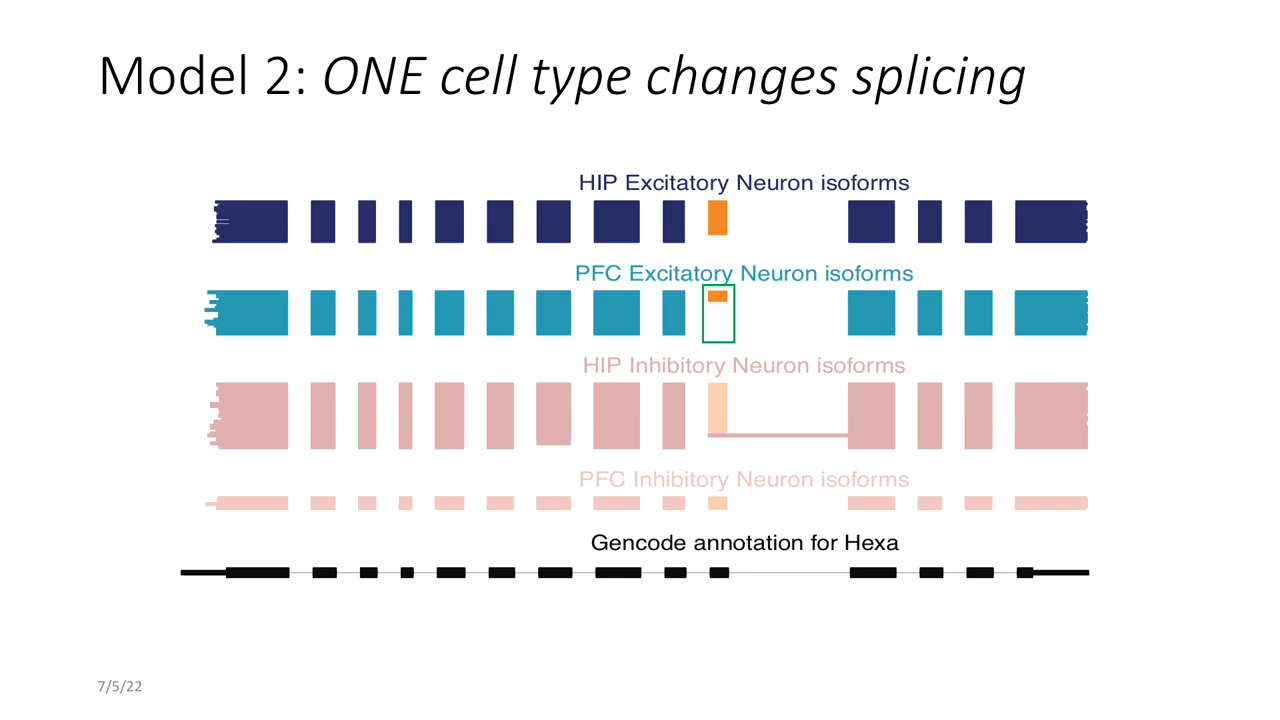 Model 2: ONE cell type changes splicing
HIP Excitatory Neuron isoforms
PFC Excitatory Neuron isoforms
HIP Inhibitory Neuron isoforms
PFC Inhibitory Neuron isoforms
Gencode annotation for Hexa
7/5/22